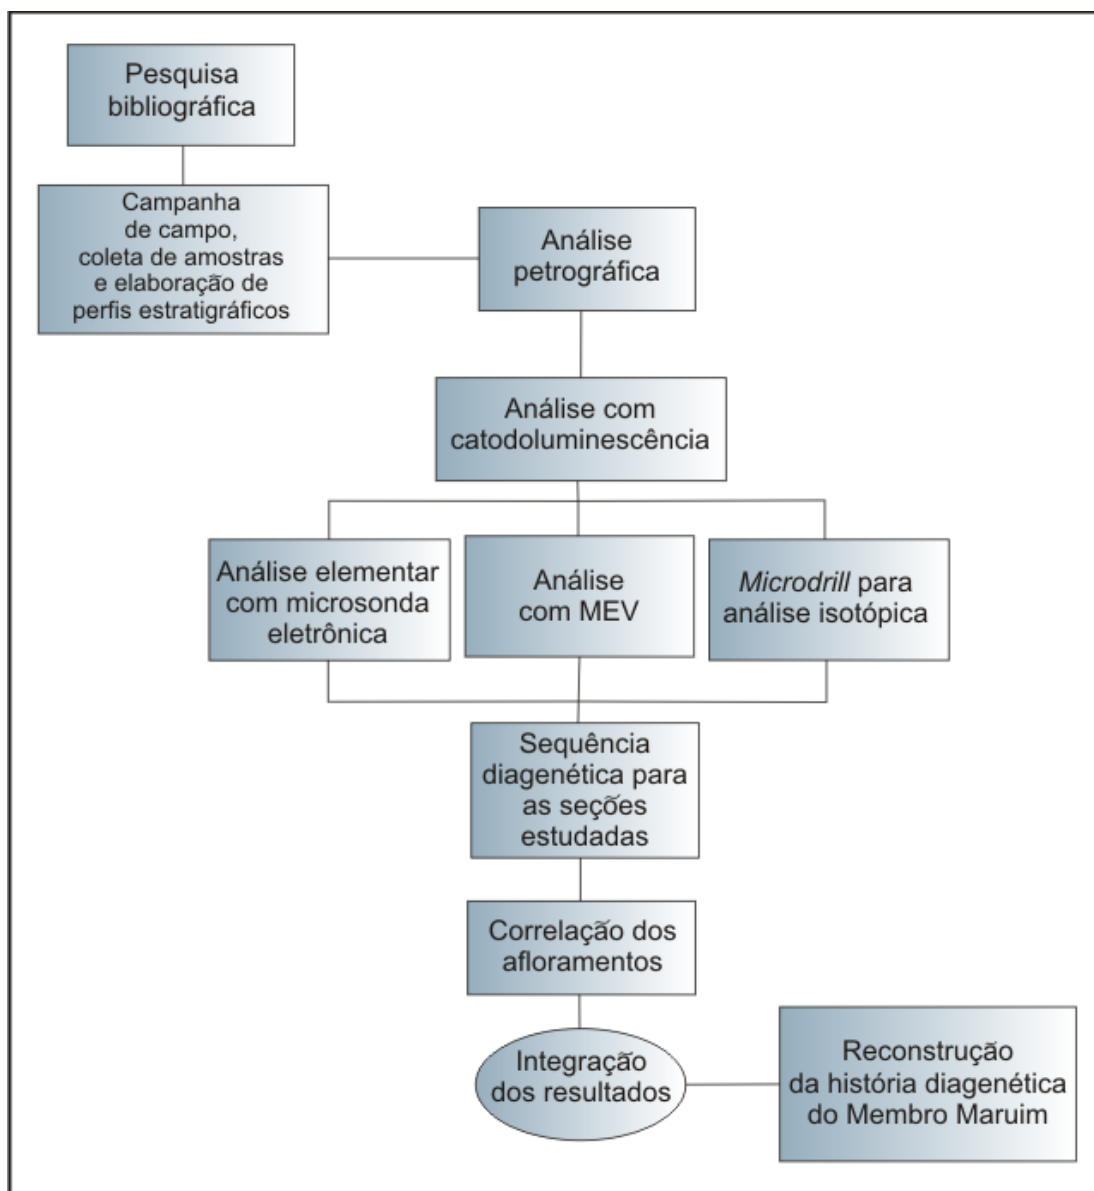 Pesquisa
bibliográfica
Campanha
de campo,
coleta de amostras
e elaboração de
perfis estratigráficos
Análise
petrográfica
Análise com
catodoluminescência
Análise elementar
com microsonda
eletrônica
Análise
com MEV
Microdrill para
análise isotópica
Sequência
diagenética para
as seções
estudadas
Correlação dos
afloramentos
Integração
dos resultados
Reconstrução
da história diagenética
do Membro Maruim